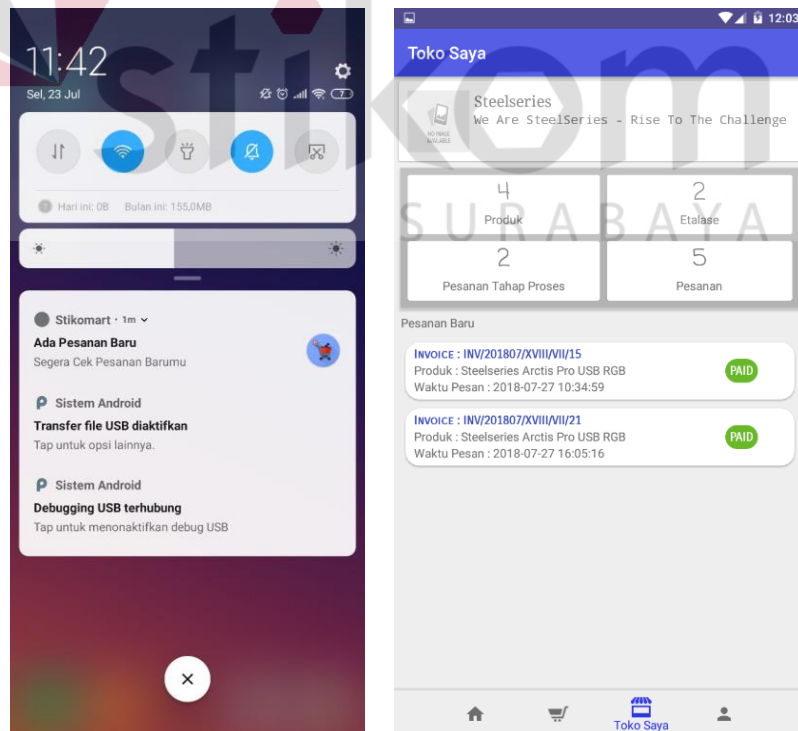 11:42
Sel, 23 Jul
7
Hari ini: 0B Bulan ini: 155,0MB
Stikomart · 1m
Ada Pesanan Baru
Segera Cek Pesanan Barumu
Sistem Android
Transfer file USB diaktifkan
Tap untuk opsi lainnya.
Sistem Android
Debugging USB terhubung
Tap untuk menonaktifkan debug USB
12:03
Toko Saya
NO IMAGE
AVAILABLE
Steelseries
We Are SteelSeries - Rise To The Challenge
4
Produk
2
Etalase
2
Pesanan Tahap Proses
5
Pesanan
Pesanan Baru
INVOICE : INV/201807/XVIII/VII/15
Produk : Steelseries Arctis Pro USB RGB
Waktu Pesan : 2018-07-27 10:34:59
PAID
INVOICE : INV/201807/XVIII/VII/21
Produk : Steelseries Arctis Pro USB RGB
Waktu Pesan : 2018-07-27 16:05:16
PAID
Toko Saya
stikom
SURABAYA